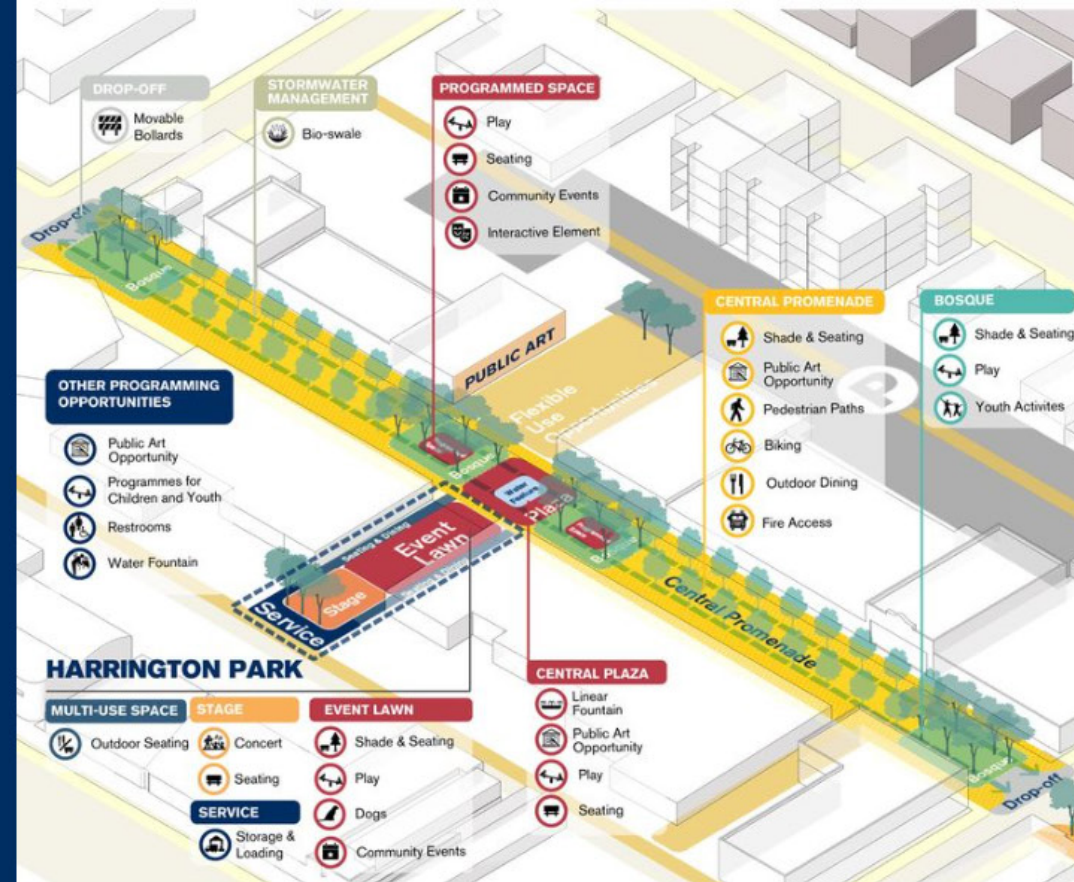 DROP-OFF
Movable
Bollards
STORMWATER
MANAGEMENT
Bio-swale
PROGRAMMED SPACE
Play
Seating
Community Events
Interactive Element
CENTRAL PROMENADE
Shade & Seating
Public Art
Opportunity
Pedestrian Paths
Biking
Outdoor Dining
Fire Access
BOSQUE
Shade & Seating
Play
Youth Activites
P
Drop-off
Bosque
PUBLIC ART
Flexible
Use
Bosque
Water
Feature
Plaza
Bosque
Central Promenade
Bosque
Drop-off
OTHER PROGRAMMING
OPPORTUNITIES
Public Art
Opportunity
Programmes for
Children and Youth
Restrooms
Water Fountain
Seating & Dining
Event
Lawn
Stage
Service
HARRINGTON PARK
MULTI-USE SPACE
Outdoor Seating
STAGE
Concert
Seating
SERVICE
Storage &
Loading
EVENT LAWN
Shade & Seating
Play
Dogs
Community Events
CENTRAL PLAZA
Linear
Fountain
Public Art
Opportunity
Play
Seating